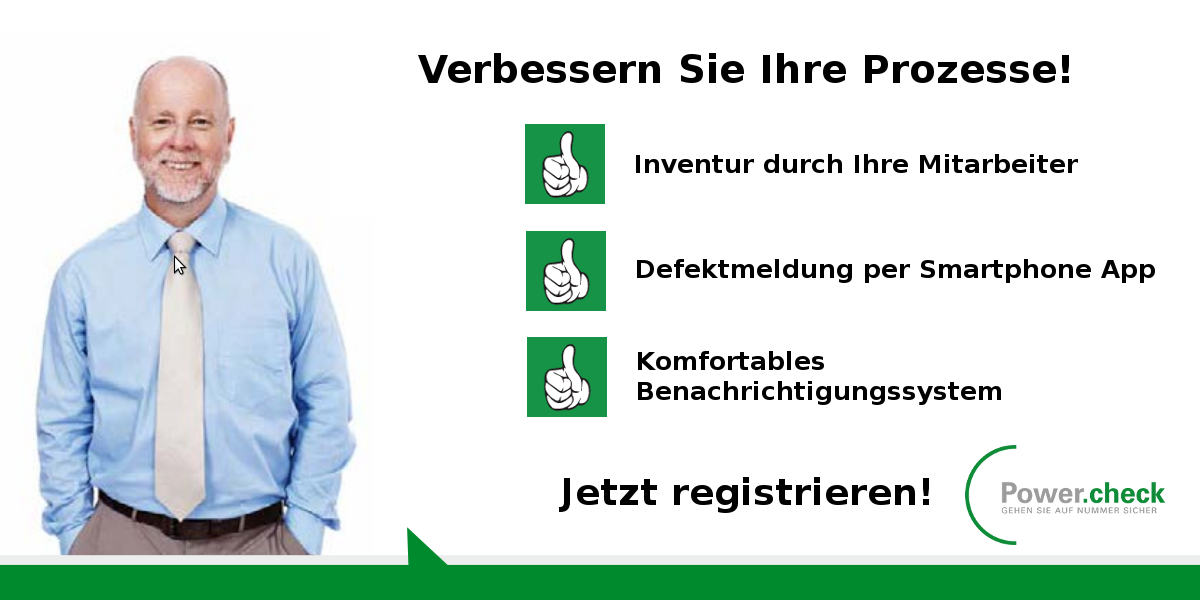 Verbessern Sie Ihre Prozesse!
Inventur durch Ihre Mitarbeiter
Defektmeldung per Smartphone App
Komfortables
Benachrichtigungssystem
Jetzt registrieren!
Power.check
GEHEN SIE AUF NUMMER SICHER